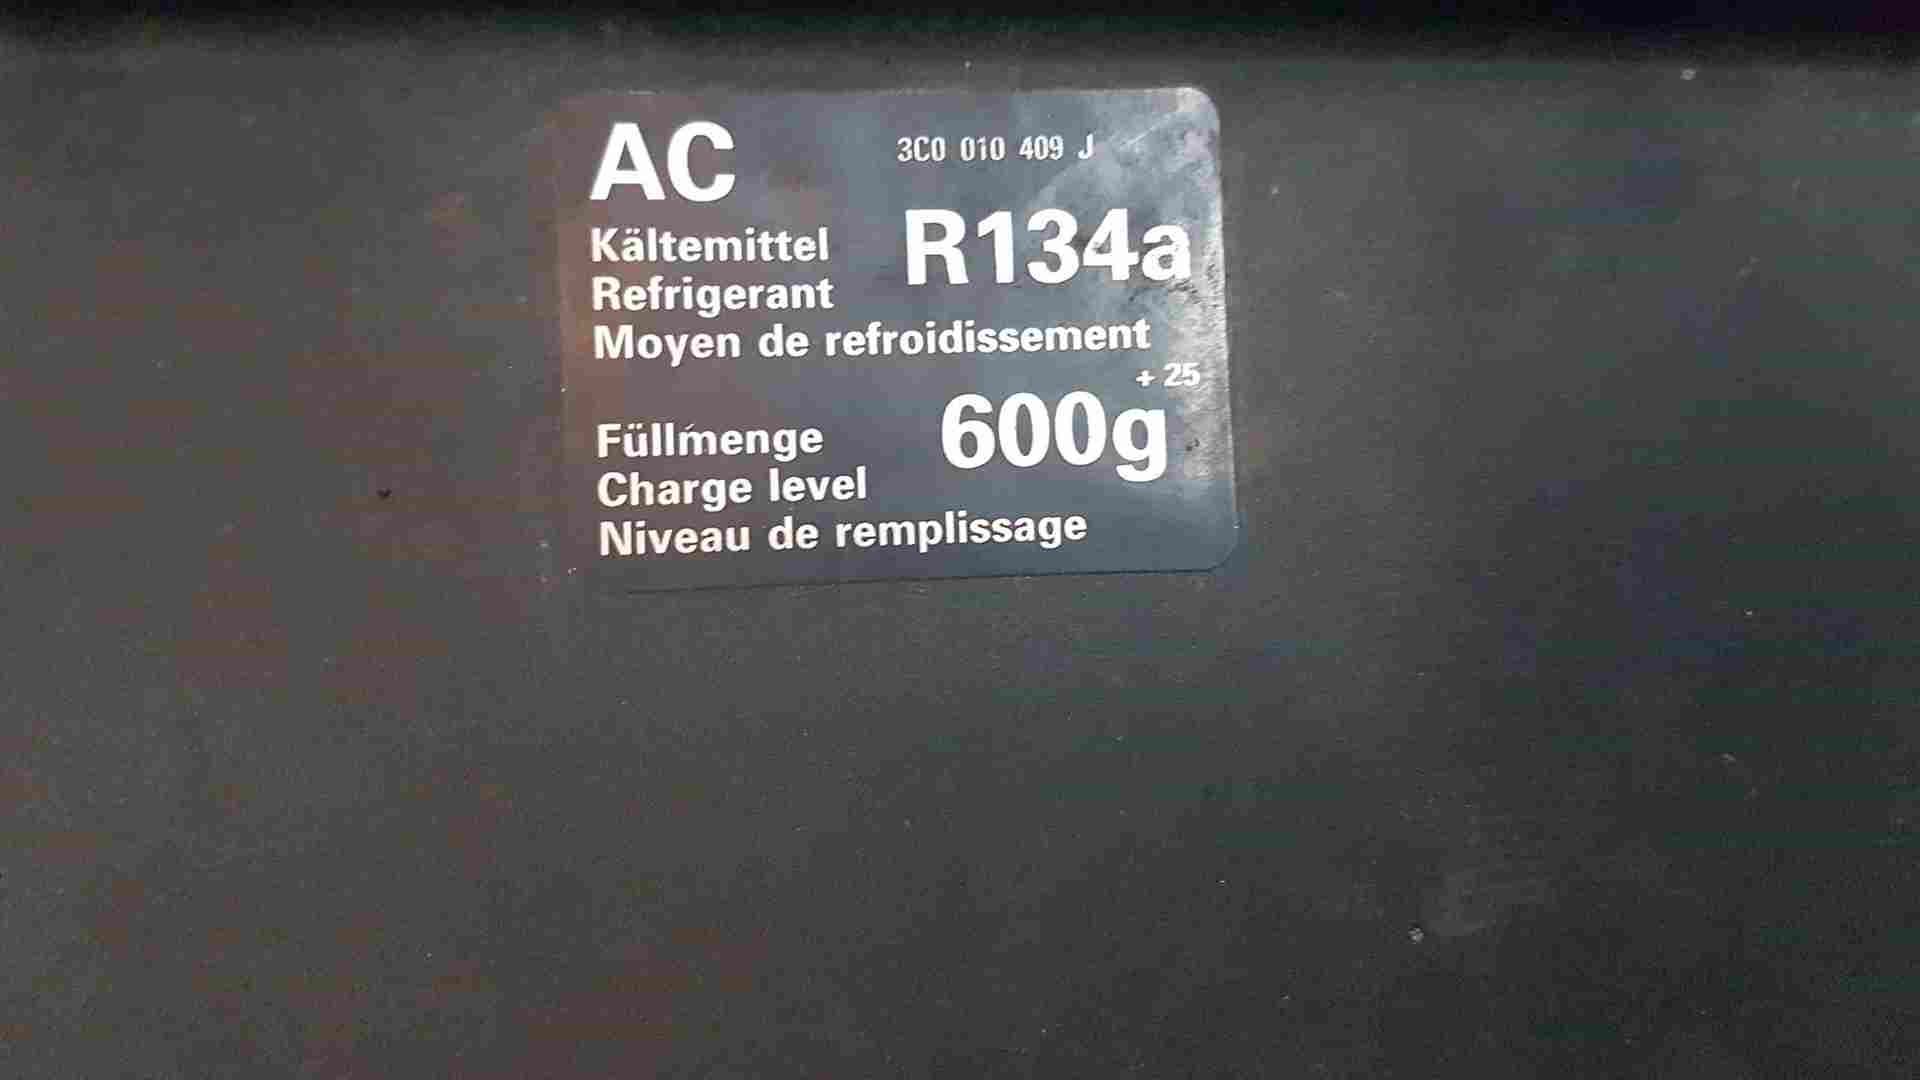 AC
3C0 010 409 J
Kältemittel
R134a
Refrigerant
Moyen de refroidissement
+ 25
600g
Füllmenge
Charge level
Niveau de remplissage